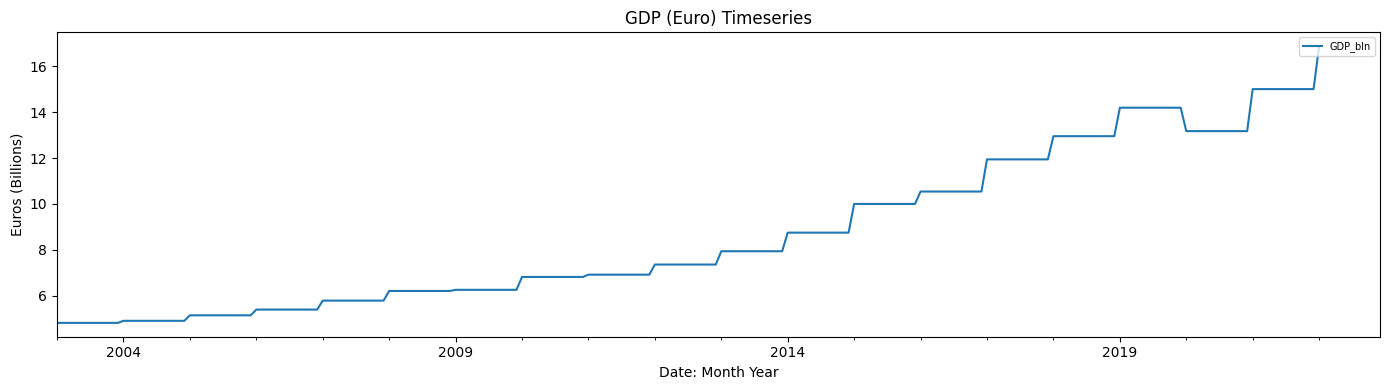 GDP (Euro) Timeseries
GDP_bln
16
14
12
10
8
6
Euros (Billions)
2004 2009 2014 2019
Date: Month Year